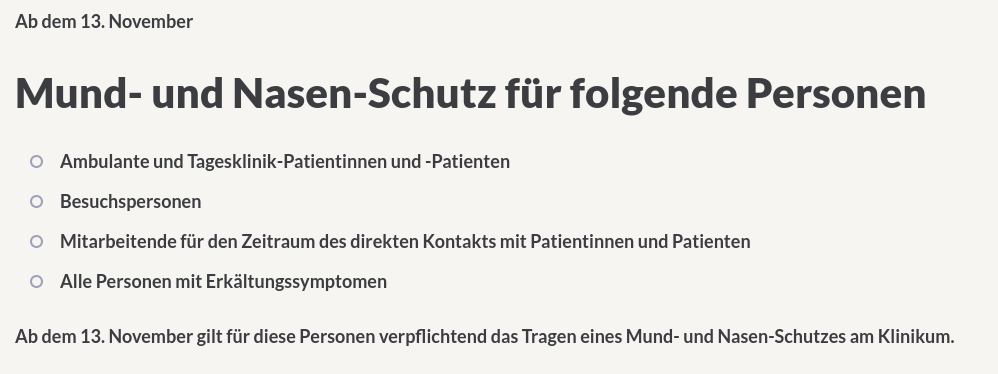 Ab dem 13. November
Mund- und Nasen-Schutz für folgende Personen
Ambulante und Tagesklinik-Patientinnen und -Patienten
Besuchspersonen
Mitarbeitende für den Zeitraum des direkten Kontakts mit Patientinnen und Patienten
Alle Personen mit Erkältungssymptomen
Ab dem 13. November gilt für diese Personen verpflichtend das Tragen eines Mund- und Nasen-Schutzes am Klinikum.